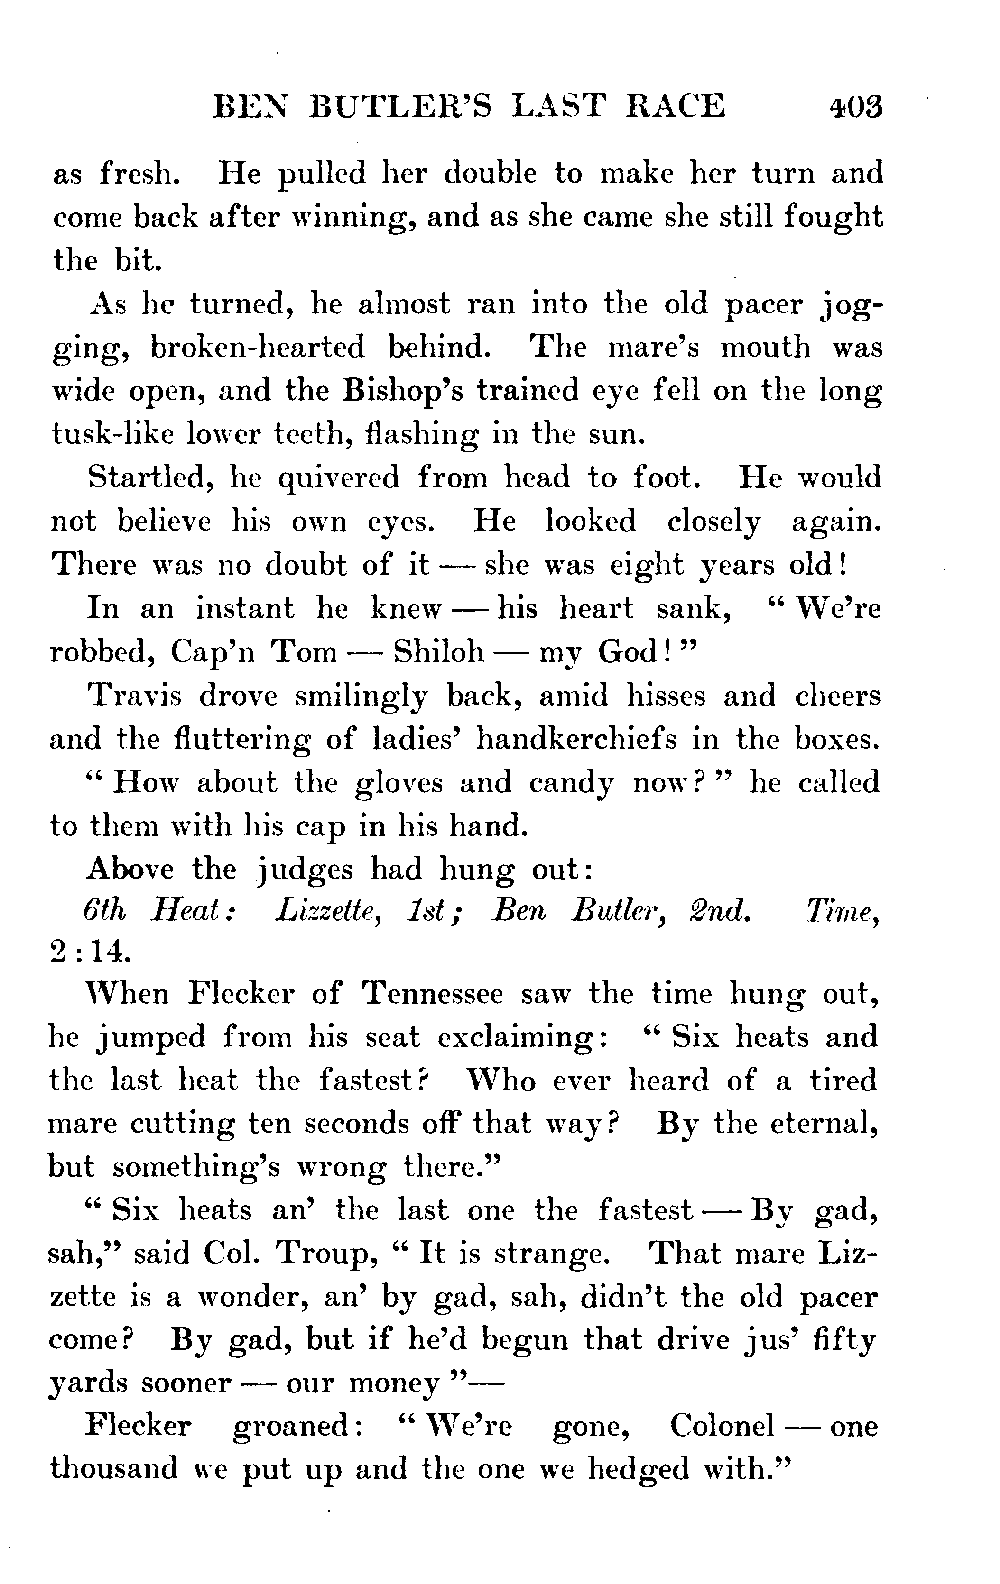 BEN BUTLER'S LAST RACE 403
as fresh. He pulled her double to make her turn and
come back after winning, and as she came she still fought
the bit.
As he turned, he almost ran into the old pacer jog-
ging, broken-hearted behind. The mare's mouth was
wide open, and the Bishop's trained eye fell on the long
tusk-like lower teeth, flashing in the sun.
Startled, he quivered from head to foot. He would
not believe his own eyes. He looked closely again.
There was no doubt of it — she was eight years old!
In an instant he knew — his heart sank, “ We're
robbed, Cap'n Tom — Shiloh — my God! ”
Travis drove smilingly back, amid hisses and cheers
and the fluttering of ladies' handkerchiefs in the boxes.
“ How about the gloves and candy now? ” he called
to them with his cap in his hand.
Above the judges had hung out:
6th Heat: Lizzette, 1st; Ben Butler, 2nd. Time,
2:14.
When Flecker of Tennessee saw the time hung out,
he jumped from his seat exclaiming: “ Six heats and
the last heat the fastest? Who ever heard of a tired
mare cutting ten seconds off that way? By the eternal,
but something's wrong there.”
“ Six heats an' the last one the fastest — By gad,
sah,” said Col. Troup, “ It is strange. That mare Liz-
zette is a wonder, an' by gad, sah, didn't the old pacer
come? By gad, but if he'd begun that drive jus' fifty
yards sooner — our money ”—
Flecker groaned: “ We're gone, Colonel — one
thousand we put up and the one we hedged with.”